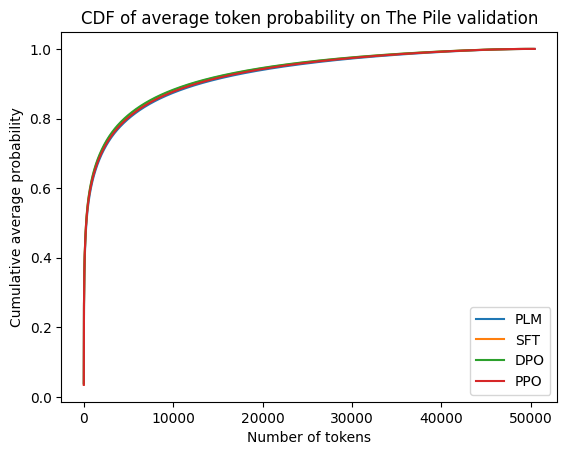 CDF of average token probability on The Pile validation
1.0
0.8
0.6
0.4
0.2
0.0
Cumulative average probability
0
10000
20000
30000
40000
50000
Number of tokens
PLM
SFT
DPO
PPO